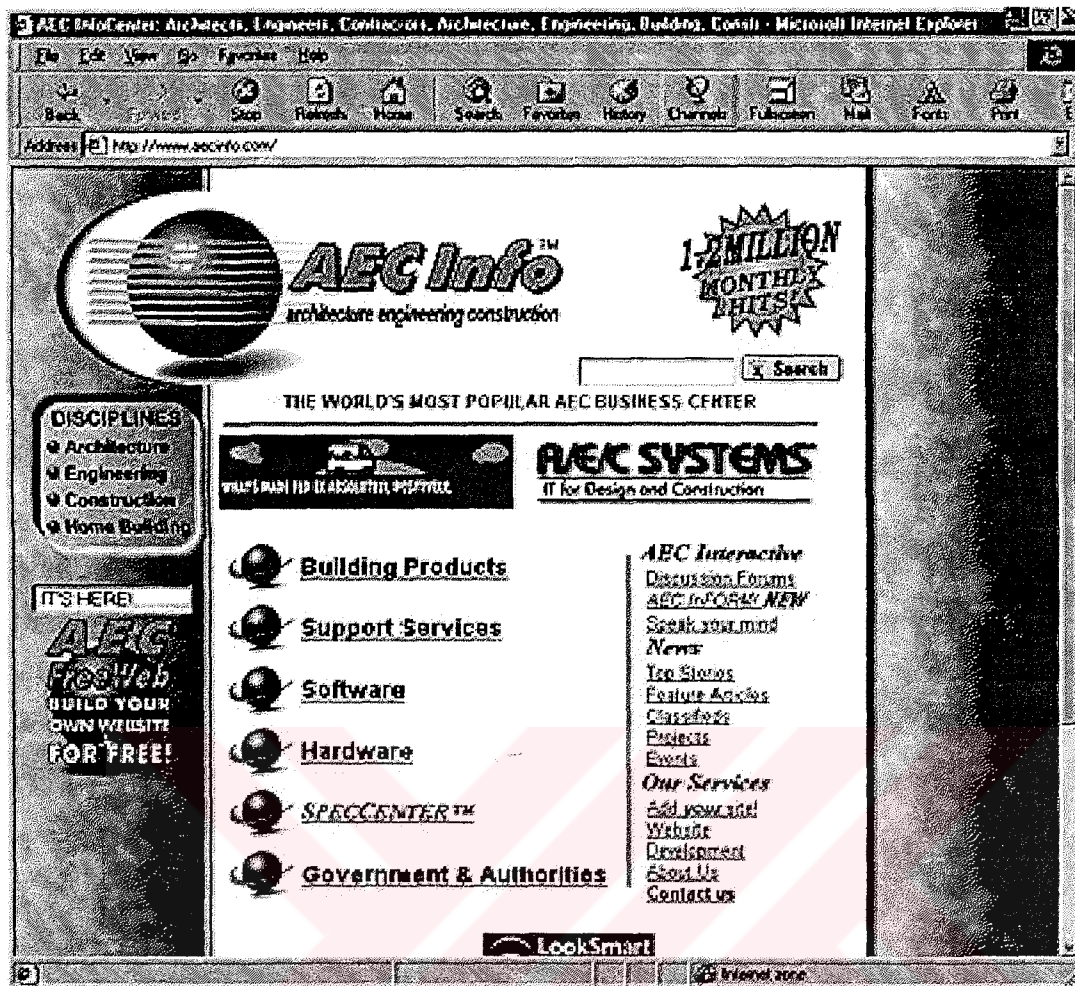 AEC InfoCenter: Architects, Engineers, Contractors, Architecture, Engineering, Building, Constr - Microsoft Internet Explorer
File Edit View Go Favorites Help
Back Forward Stop Refresh Home Search Favorites History Channels Fullscreen Mail Fonts Print
Address http://www.aecinfo.com/
AEC Info TM
architecture engineering construction
1.2 MILLION
MONTHLY
HITS!
Search
THE WORLD'S MOST POPULAR AEC BUSINESS CENTER
DISCIPLINES
Architecture
Engineering
Construction
Home Building
A/E/C SYSTEMS
IT for Design and Construction
IT'S HERE!
AEC
FreeWeb
BUILD YOUR
OWN WEBSITE
FOR FREE!
Building Products
Support Services
Software
Hardware
SPECCENTER™
Government & Authorities
AEC Interactive
Discussion Forums
AEC InFORM! NEW
Speak your mind
News
Top Stories
Feature Articles
Classifieds
Projects
Events
Our Services
Add your site!
Website
Development
About Us
Contact us
LookSmart
Internet zone